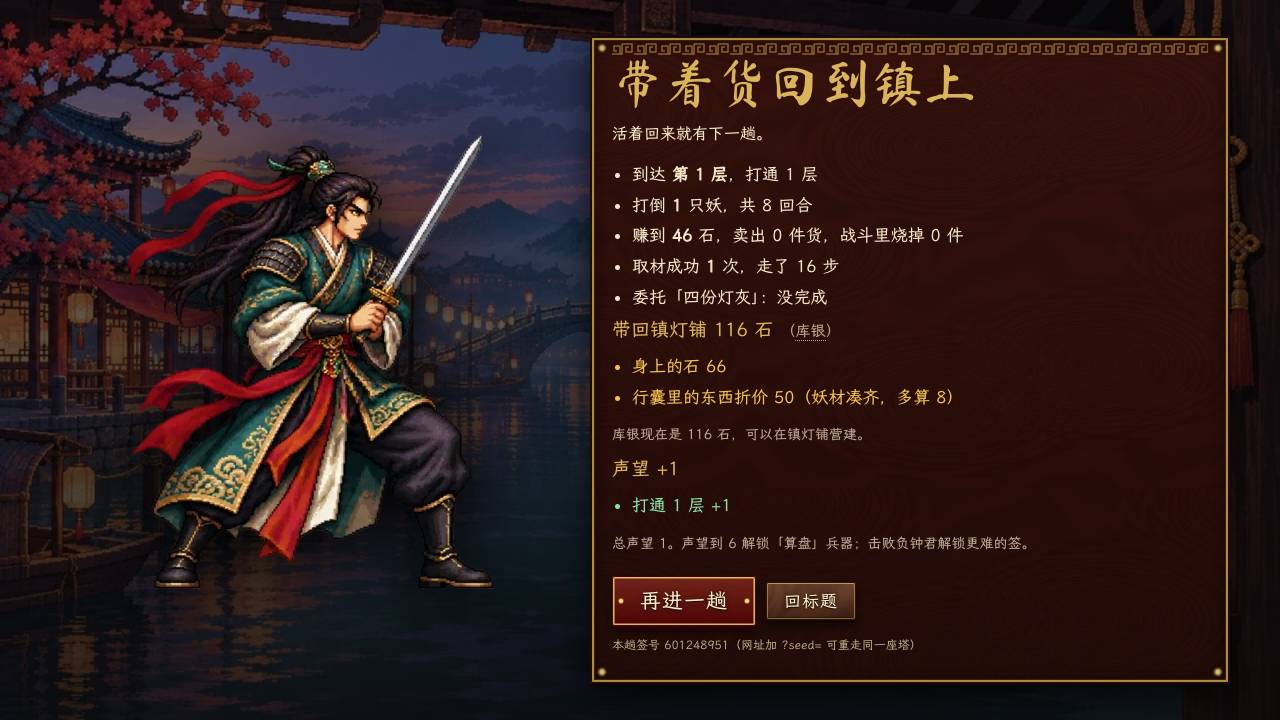 带着货回到镇上
活着回来就有下一趟。
• 到达 第 1 层，打通 1 层
• 打倒 1 只妖，共 8 回合
• 赚到 46 石，卖出 0 件货，战斗里烧掉 0 件
• 取材成功 1 次，走了 16 步
• 委托「四份灯灰」：没完成
带回镇灯铺 116 石 （库银）
• 身上的石 66
• 行囊里的东西折价 50（妖材凑齐，多算 8）
库银现在是 116 石，可以在镇灯铺营建。
声望 +1
• 打通 1 层 +1
总声望 1。声望到 6 解锁「算盘」兵器；击败负钟君解锁更难的签。
再进一趟 回标题
本趟签号 601248951（网址加 ?seed= 可重走同一座塔）